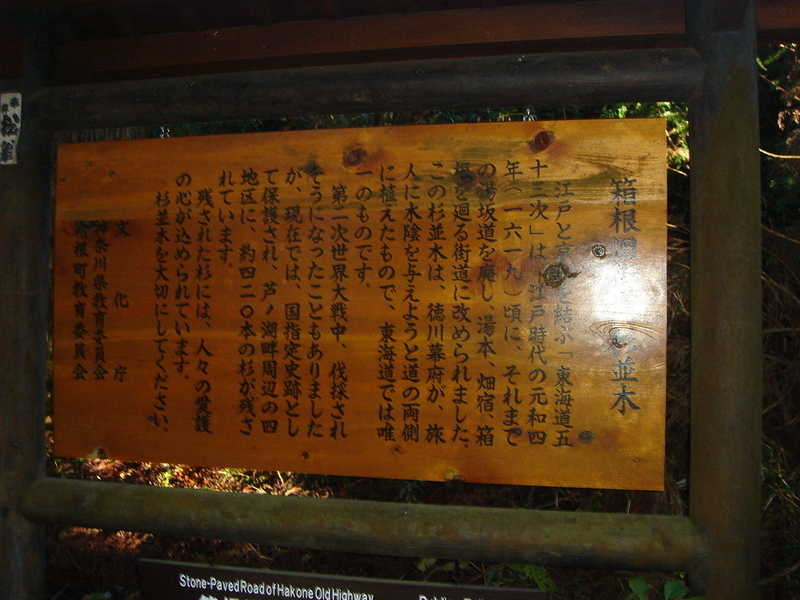 箱根旧 並木
江戸と京 を結ぶ「東海道五
十三次」は、江戸時代の元和四
年(一六一九)頃に、それまで
の湯坂道を廃し、湯本、畑宿、箱
根を廻る街道に改められました。
この杉並木は、徳川幕府が、旅
人に木陰を与えようと道の両側
に植えたもので、東海道では唯
一のものです。
第二次世界大戦中、伐採され
そうになったこともありました
が、現在では、国指定史跡とし
て保護され、芦ノ湖畔周辺の四
地区に、約四二〇本の杉が残さ
れています。
残された杉には、人々の愛護
の心が込められています。
杉並木を大切にしてください。
文化庁
神奈川県教育委員会
箱根町教育委員会
Stone-Paved Road of Hakone Old Highway